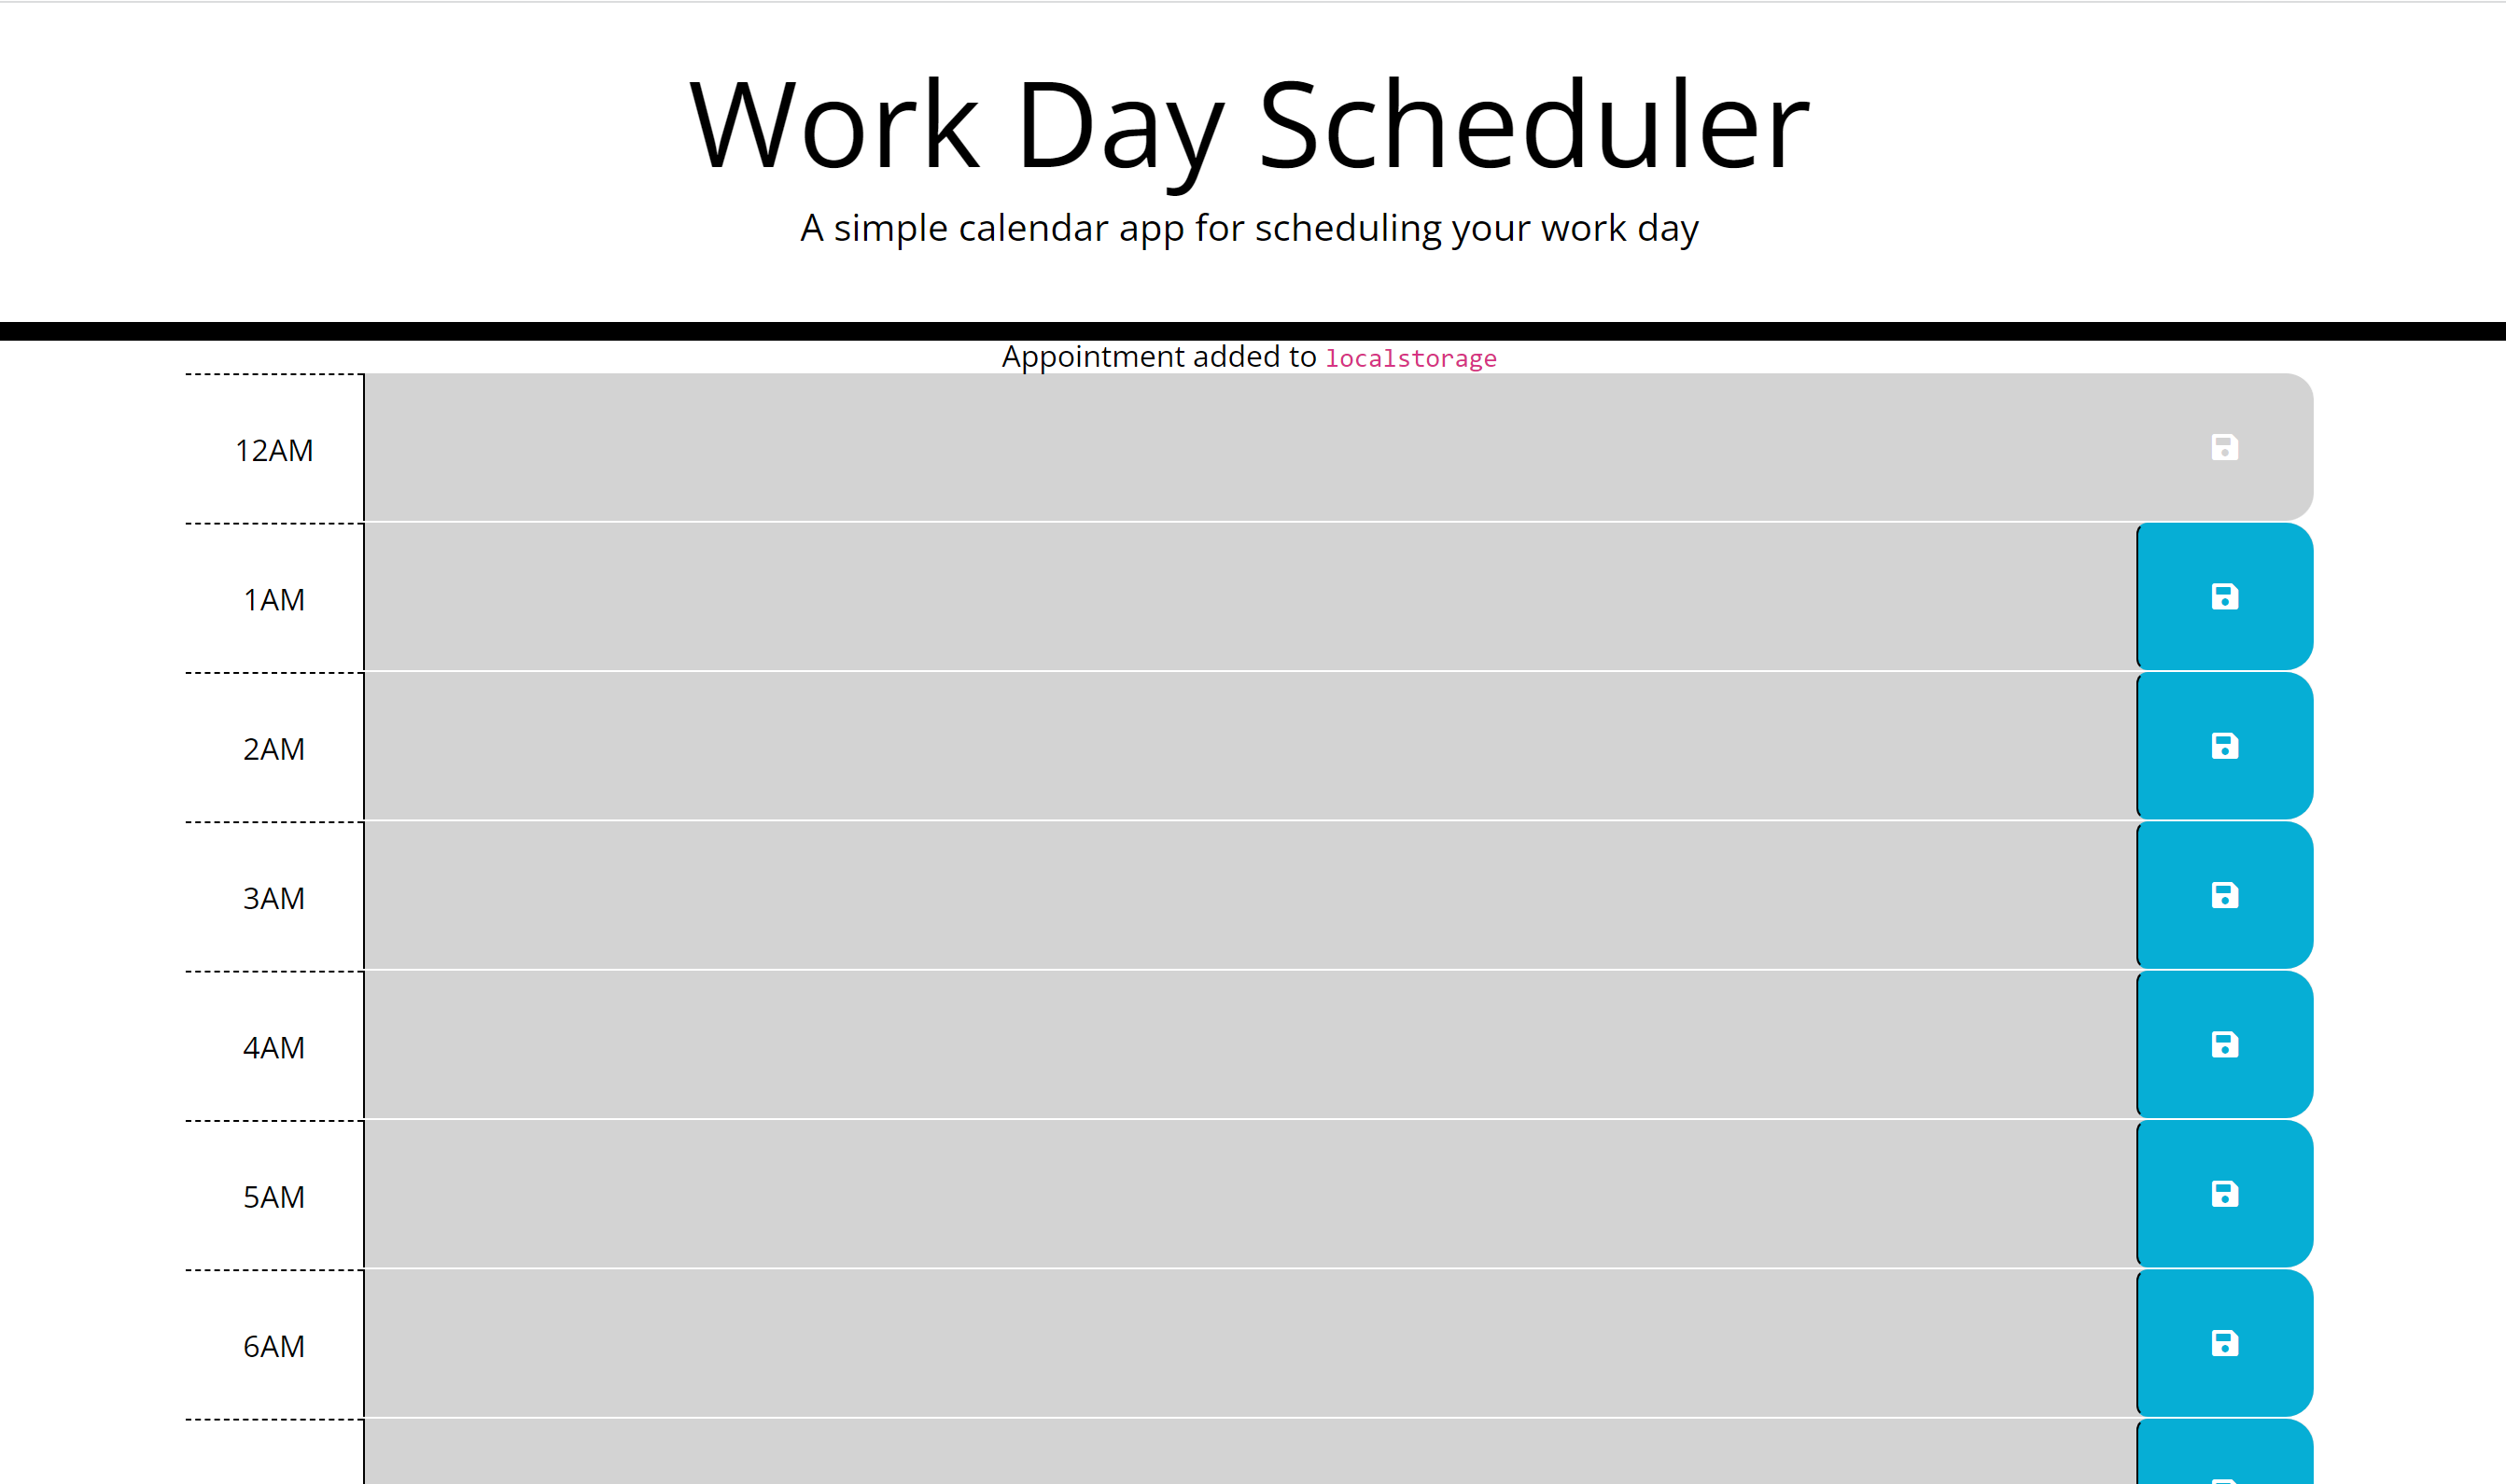 Work Day Scheduler
A simple calendar app for scheduling your work day
Appointment added to localstorage
12AM
1AM
2AM
3AM
4AM
5AM
6AM